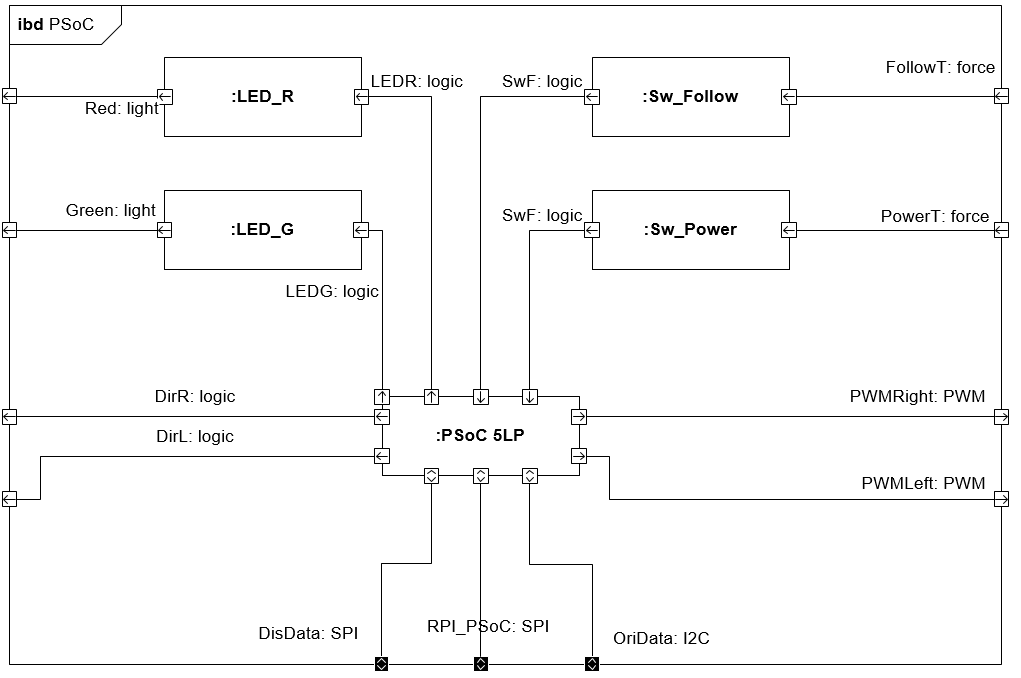 ibd PSoC
FollowT: force
LEDR: logic
SwF: logic
:LED_R
:Sw_Follow
Red: light
Green: light
SwF: logic
PowerT: force
:LED_G
:Sw_Power
LEDG: logic
DirR: logic
PWMRight: PWM
DirL: logic
:PSoC 5LP
PWMLeft: PWM
DisData: SPI
RPI_PSoC: SPI
OriData: I2C